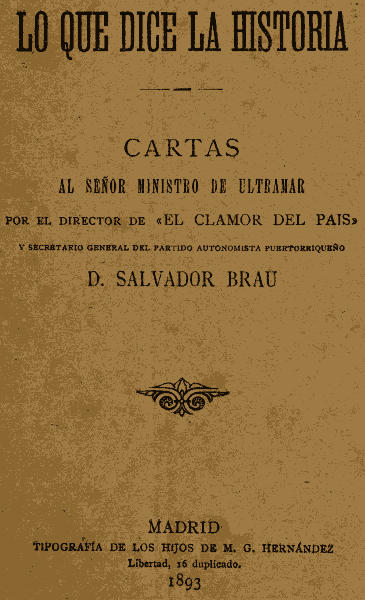 LO QUE DICE LA HISTORIA
CARTAS
AL SEÑOR MINISTRO DE ULTRAMAR
POR EL DIRECTOR DE «EL CLAMOR DEL PAIS»
Y SECRETARIO GENERAL DEL PARTIDO AUTONOMISTA PUERTORRIQUEÑO
D. SALVADOR BRAU
MADRID
TIPOGRAFÍA DE LOS HIJOS DE M. G. HERNÁNDEZ
Libertad, 16 duplicado.
1893